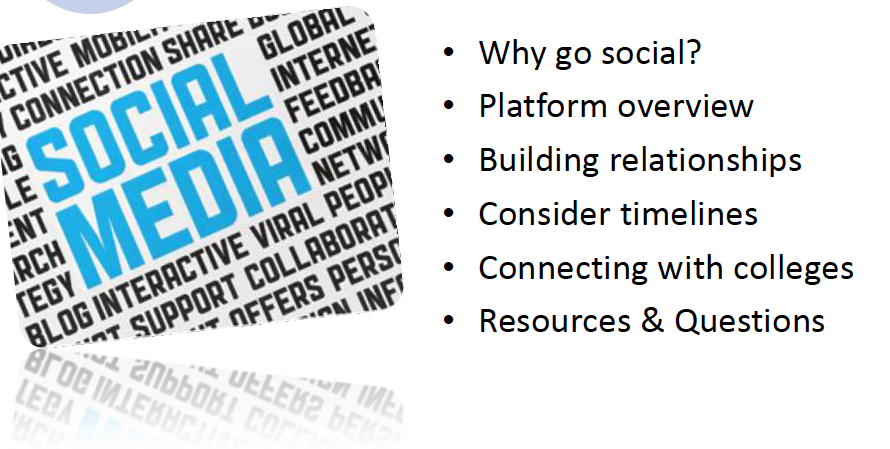 CONNECTION SHARE
GLOBAL
SOCIAL
MEDIA
INTERACTIVE VIRAL
BLOG
SUPPORT
OFFERS
• Why go social?
• Platform overview
• Building relationships
• Consider timelines
• Connecting with colleges
• Resources & Questions